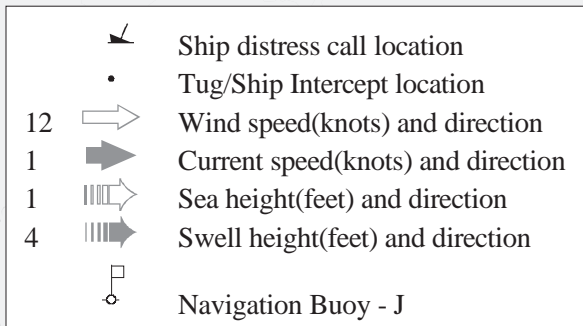 Ship distress call location
Tug/Ship Intercept location
12 Wind speed(knots) and direction
1 Current speed(knots) and direction
1 Sea height(feet) and direction
4 Swell height(feet) and direction
Navigation Buoy - J